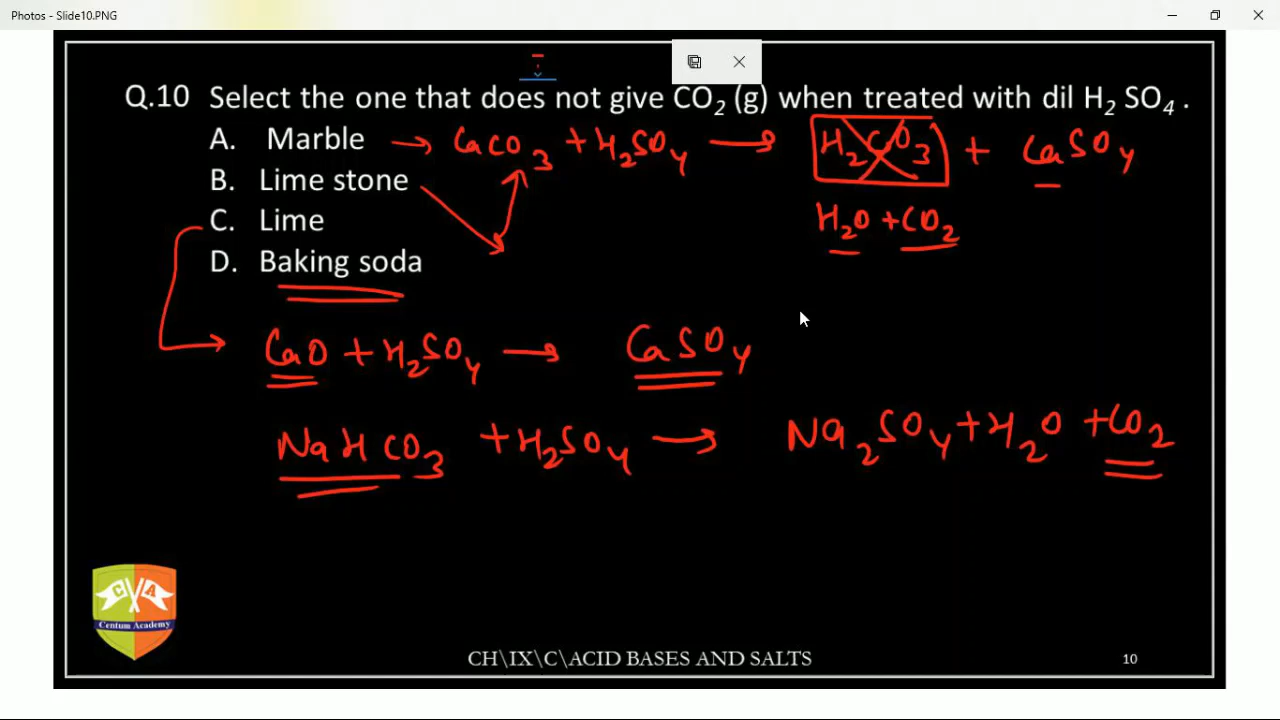 Photos - Slide10.PNG
Q.10 Select the one that does not give CO₂ (g) when treated with dil H₂ SO₄ .
A. Marble → CaCO₃ + H₂SO₄ → H₂CO₃ + CaSO₄
B. Lime stone
H₂O + CO₂
C. Lime
D. Baking soda
CaO + H₂SO₄ → CaSO₄
NaHCO₃ + H₂SO₄ → Na₂SO₄ + H₂O + CO₂
C A
Centum Academy
CH\IX\C\ACID BASES AND SALTS
10